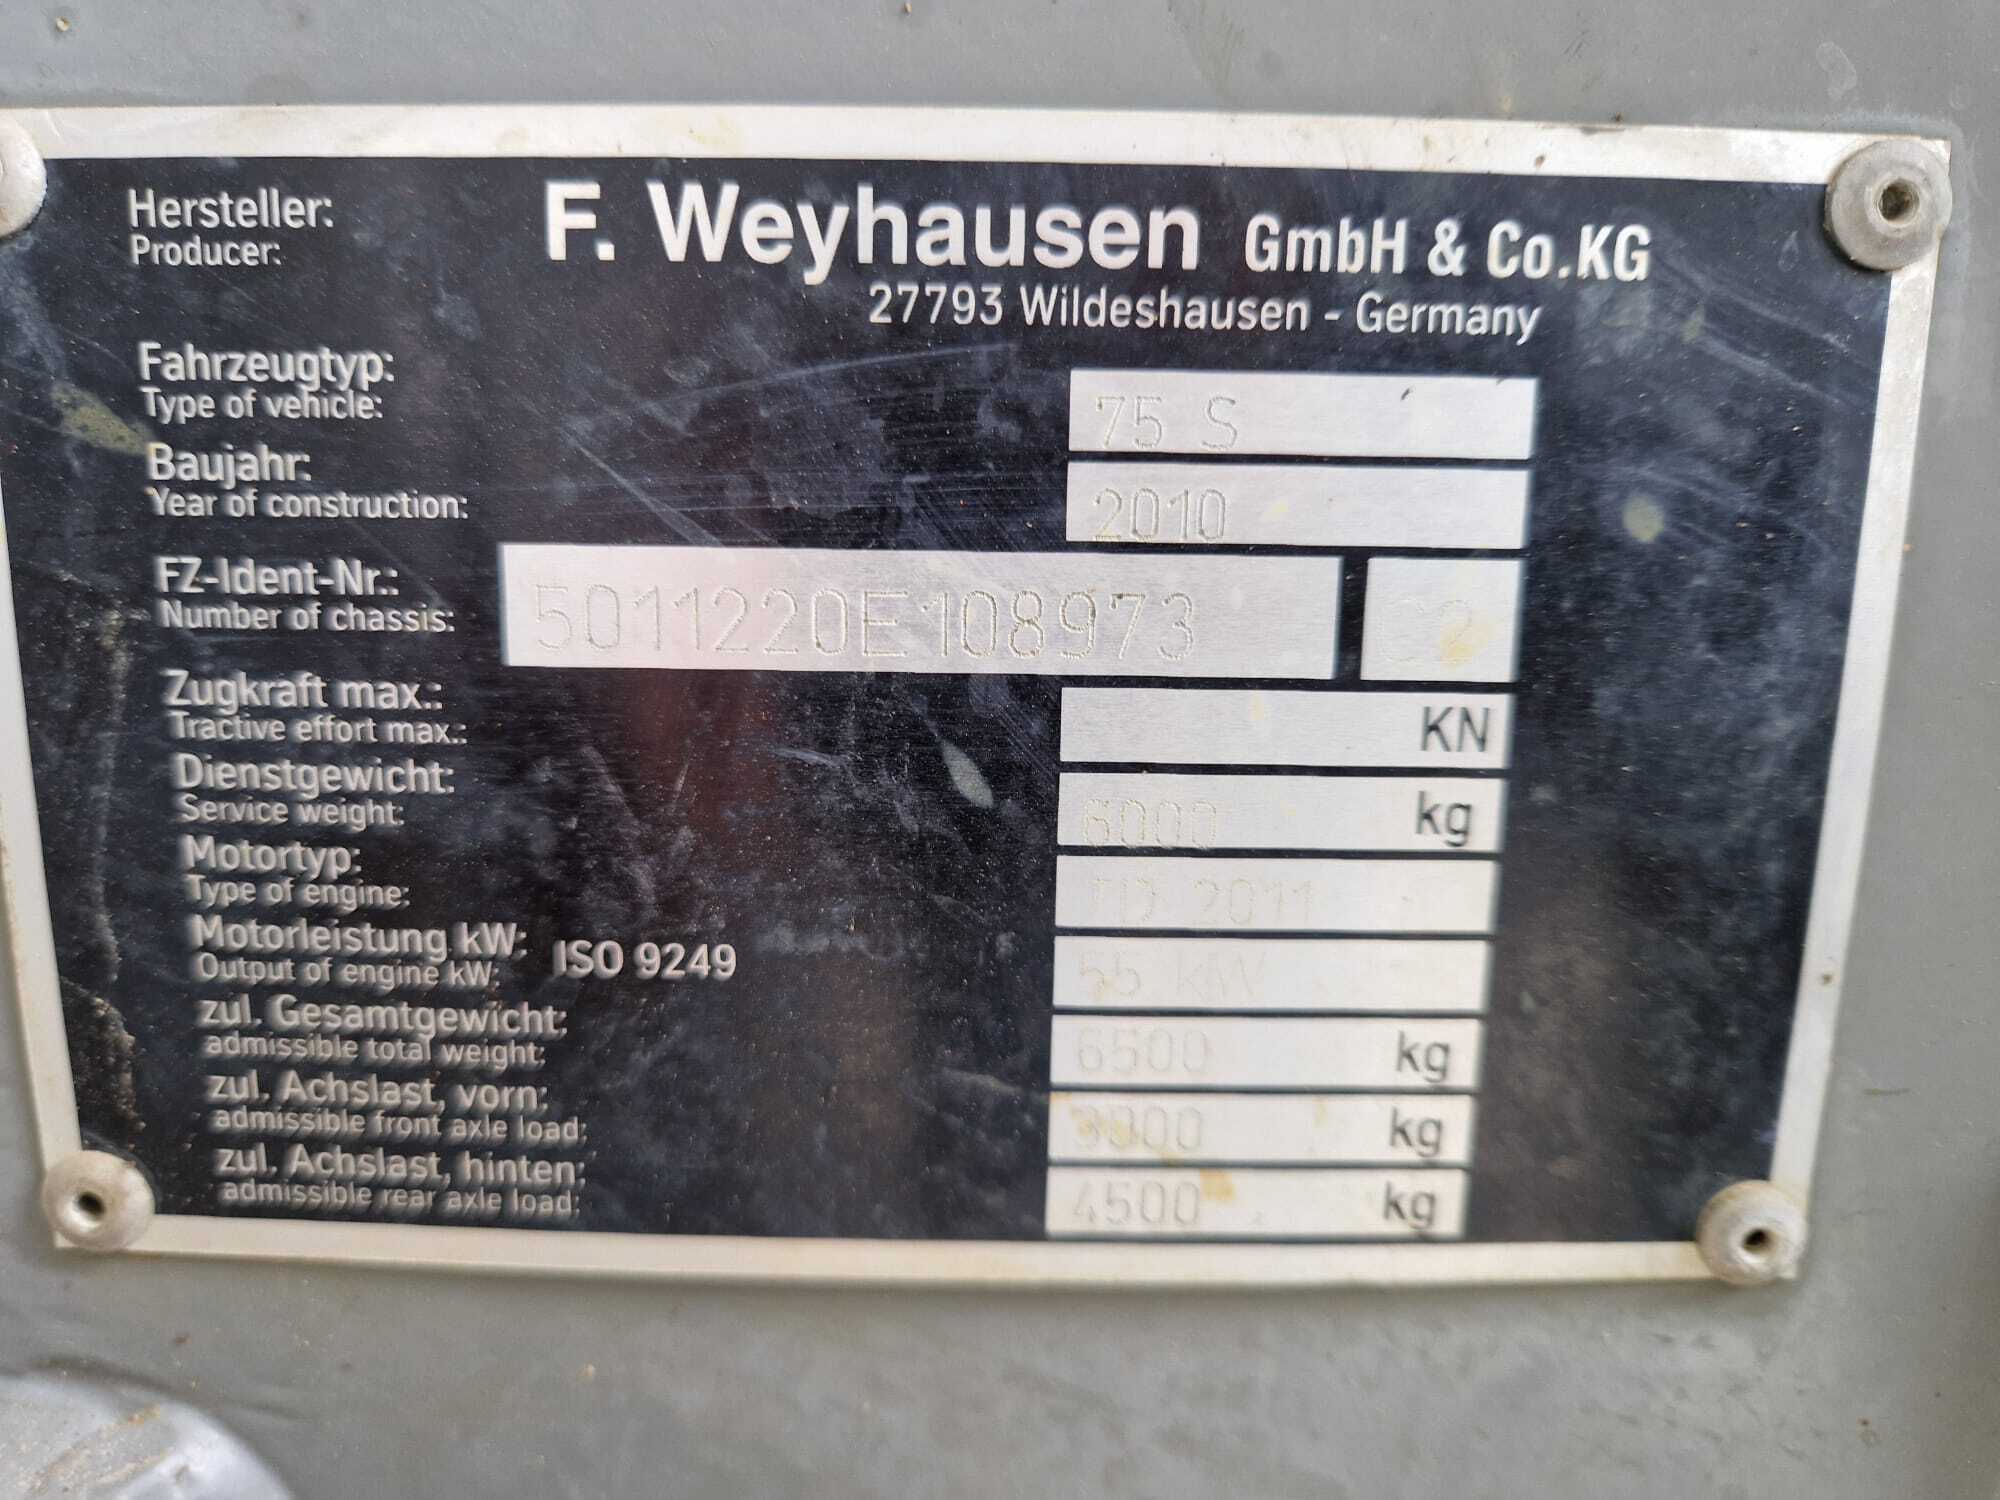 Hersteller:
Producer:
F. Weyhausen GmbH & Co.KG
27793 Wildeshausen - Germany
Fahrzeugtyp:
Type of vehicle:
75 S
Baujahr:
Year of construction:
2010
FZ-Ident-Nr.:
Number of chassis:
5011220E108973
Zugkraft max.:
Tractive effort max.:
KN
Dienstgewicht:
Service weight:
6000 kg
Motortyp:
Type of engine:
2011
Motorleistung kW:
Output of engine kW:
ISO 9249
55 kW
zul. Gesamtgewicht:
admissible total weight:
6500 kg
zul. Achslast, vorn:
admissible front axle load:
kg
zul. Achslast, hinten:
admissible rear axle load:
4500 kg